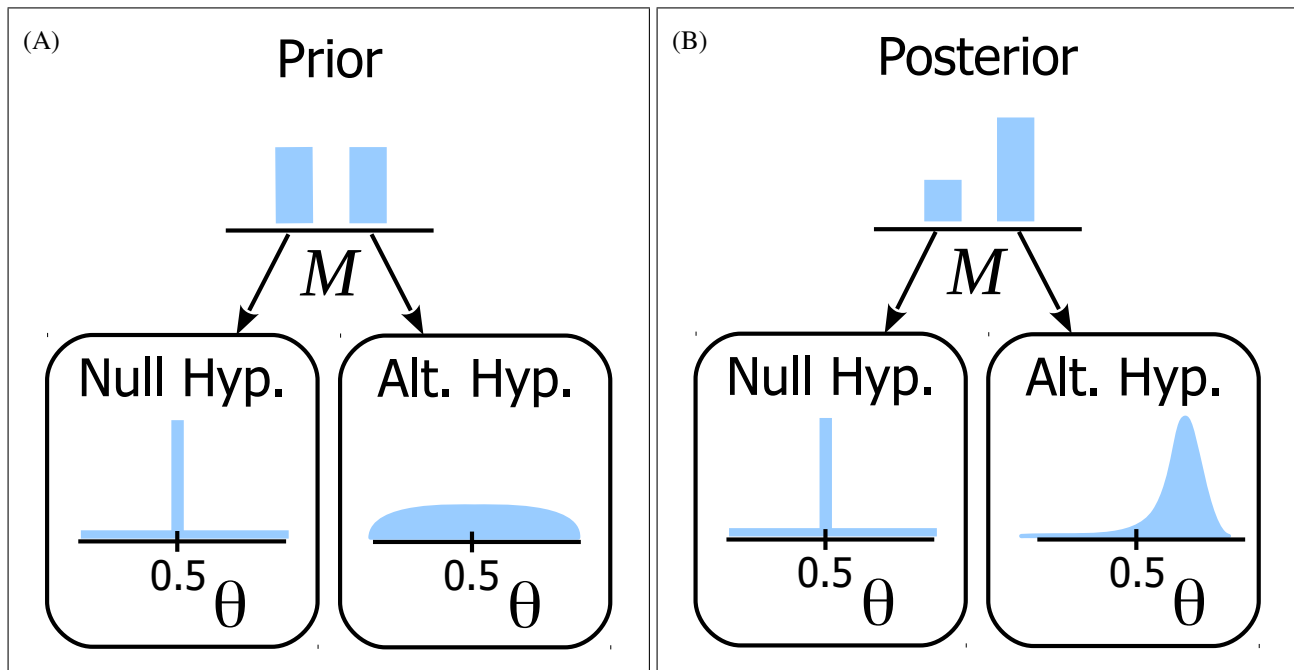 (A)
Prior
M
Null Hyp.
0.5
θ
Alt. Hyp.
0.5
θ
(B)
Posterior
M
Null Hyp.
0.5
θ
Alt. Hyp.
0.5
θ